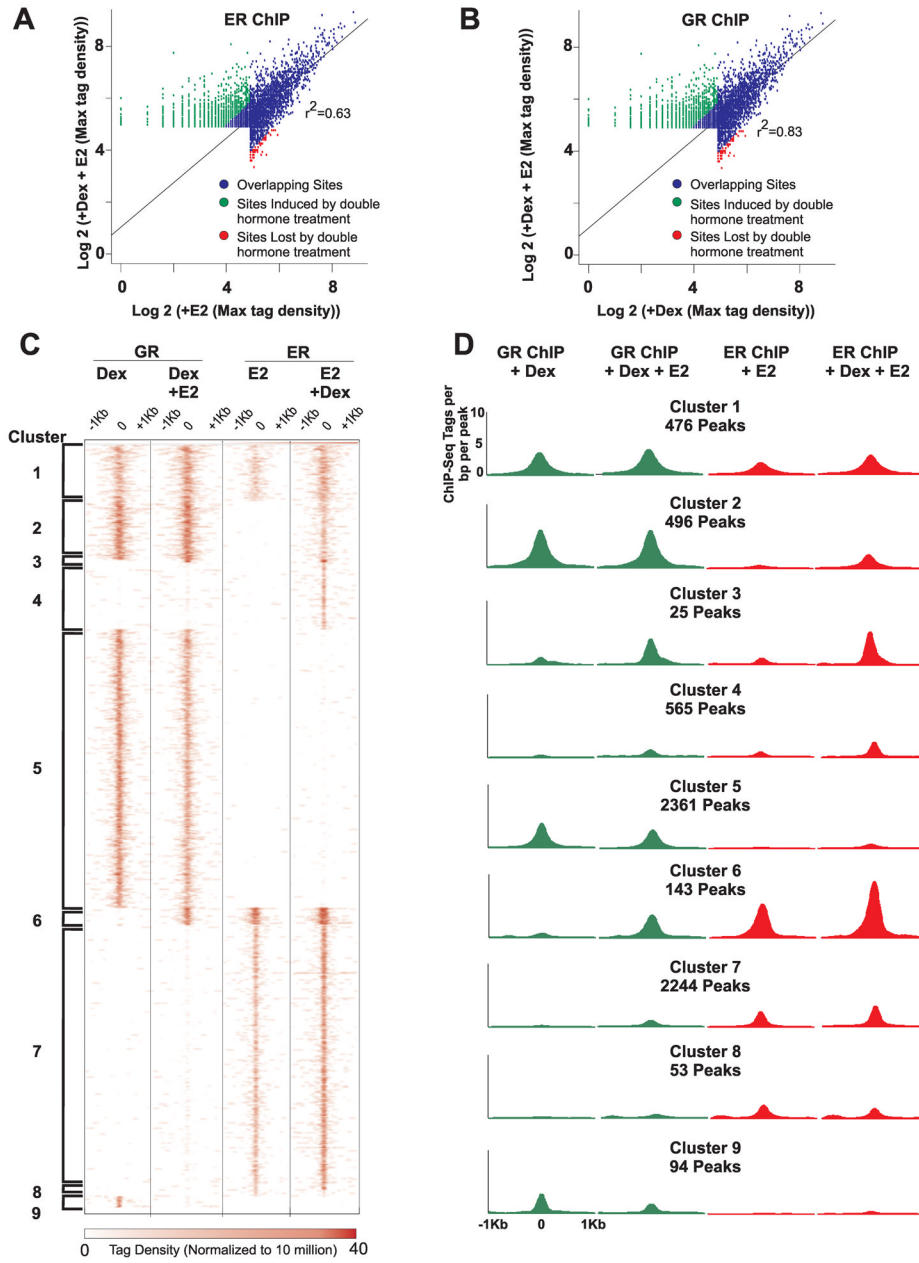 A
ER ChIP
Log 2 (+Dex + E2 (Max tag density))
8
4
0
r2=0.63
Overlapping Sites
Sites Induced by double
hormone treatment
Sites Lost by double
hormone treatment
0 4 8
Log 2 (+E2 (Max tag density))
B
GR ChIP
Log 2 (+Dex + E2 (Max tag density))
8
4
0
r2=0.83
Overlapping Sites
Sites Induced by double
hormone treatment
Sites Lost by double
hormone treatment
0 4 8
Log 2 (+Dex (Max tag density))
C
GR ER
Dex Dex +E2 E2 E2 +Dex
-1Kb 0 +1Kb -1Kb 0 +1Kb -1Kb 0 +1Kb -1Kb 0 +1Kb
Cluster
1
2
3
4
5
6
7
8
9
0 40
Tag Density (Normalized to 10 million)
D
GR ChIP + Dex
GR ChIP + Dex + E2
ER ChIP + E2
ER ChIP + Dex + E2
ChIP-Seq Tags per
bp per peak
10
5
0
Cluster 1
476 Peaks
Cluster 2
496 Peaks
Cluster 3
25 Peaks
Cluster 4
565 Peaks
Cluster 5
2361 Peaks
Cluster 6
143 Peaks
Cluster 7
2244 Peaks
Cluster 8
53 Peaks
Cluster 9
94 Peaks
-1Kb 0 1Kb